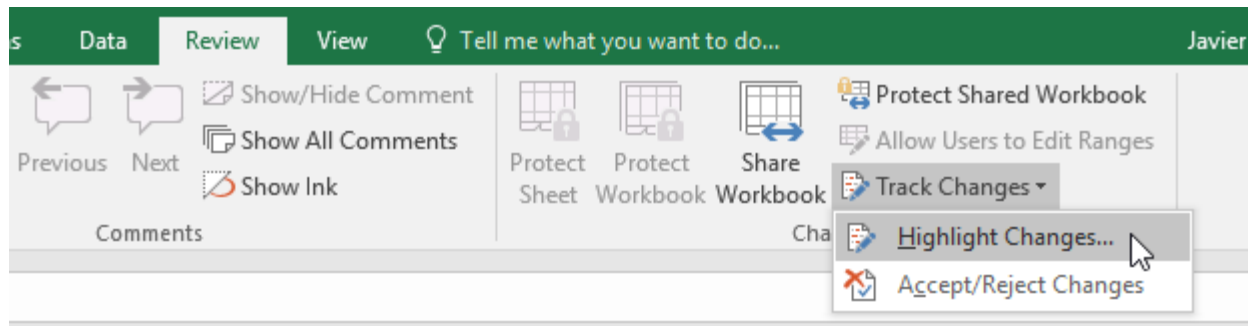 s Data Review View Tell me what you want to do... Javier
Show/Hide Comment
Show All Comments
Show Ink
Previous Next
Comments
Protect Sheet
Protect Workbook
Share Workbook
Protect Shared Workbook
Allow Users to Edit Ranges
Track Changes
Cha
Highlight Changes...
Accept/Reject Changes